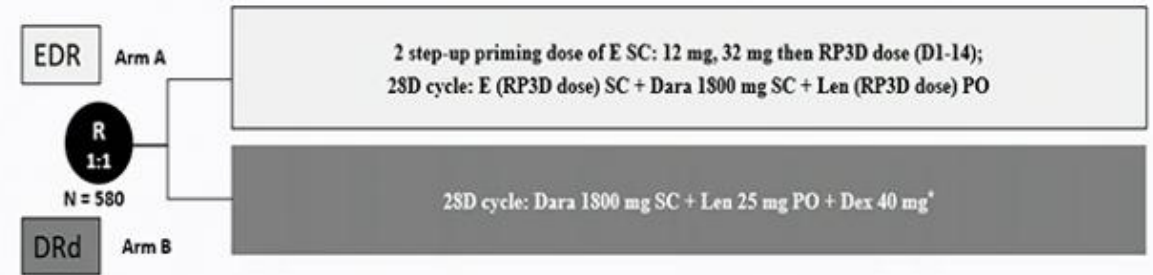 EDR
Arm A
2 step-up priming dose of E SC: 12 mg, 32 mg then RP3D dose (D1-14);
28D cycle: E (RP3D dose) SC + Dara 1800 mg SC + Len (RP3D dose) PO
R
1:1
N = 580
28D cycle: Dara 1800 mg SC + Len 25 mg PO + Dex 40 mg*
DRd
Arm B